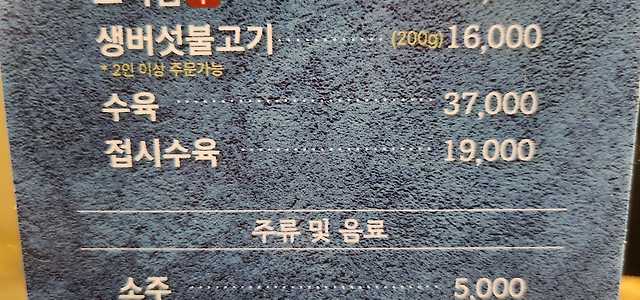 생버섯불고기 (200g) 16,000
* 2인 이상 주문가능
수육 37,000
접시수육 19,000
주류 및 음료
소주 5,000